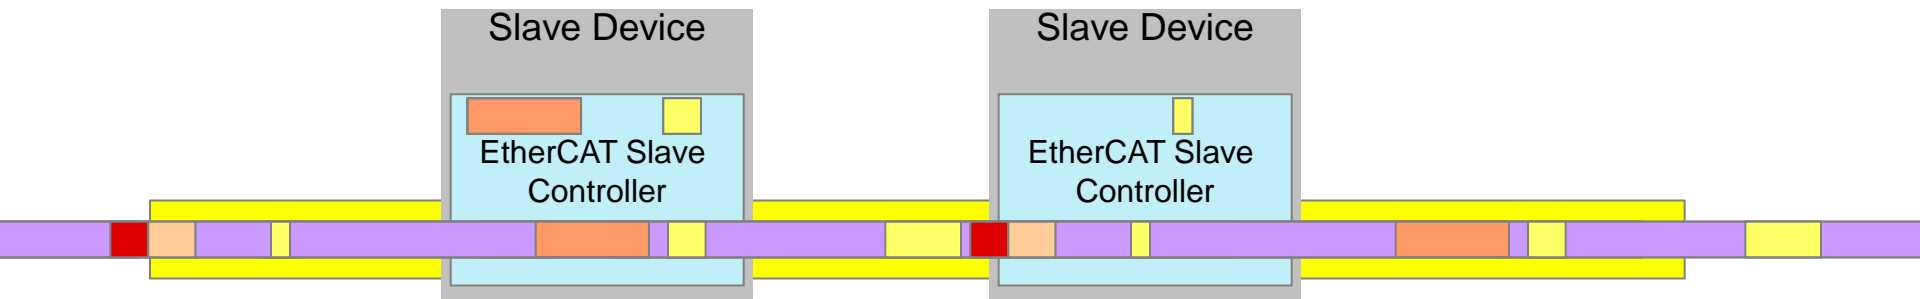 Slave Device
EtherCAT Slave
Controller
Slave Device
EtherCAT Slave
Controller